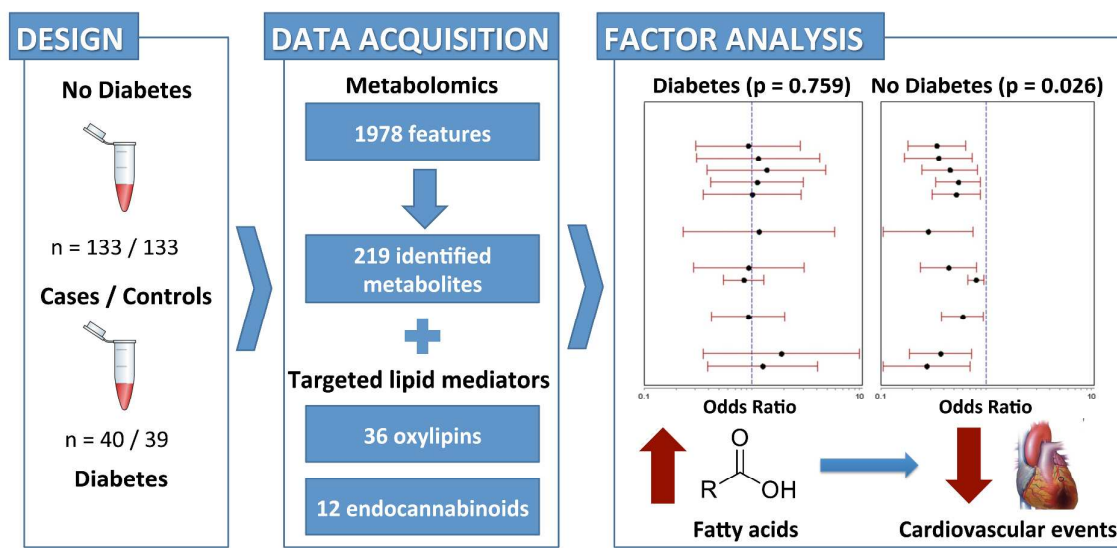 DESIGN
No Diabetes
n = 133 / 133
Cases / Controls
n = 40 / 39
Diabetes
DATA ACQUISITION
Metabolomics
1978 features
219 identified
metabolites
Targeted lipid mediators
36 oxylipins
12 endocannabinoids
FACTOR ANALYSIS
Diabetes (p = 0.759)
0.1
1
10
Odds Ratio
No Diabetes (p = 0.026)
0.1
1
10
Odds Ratio
O
R
OH
Fatty acids
Cardiovascular events